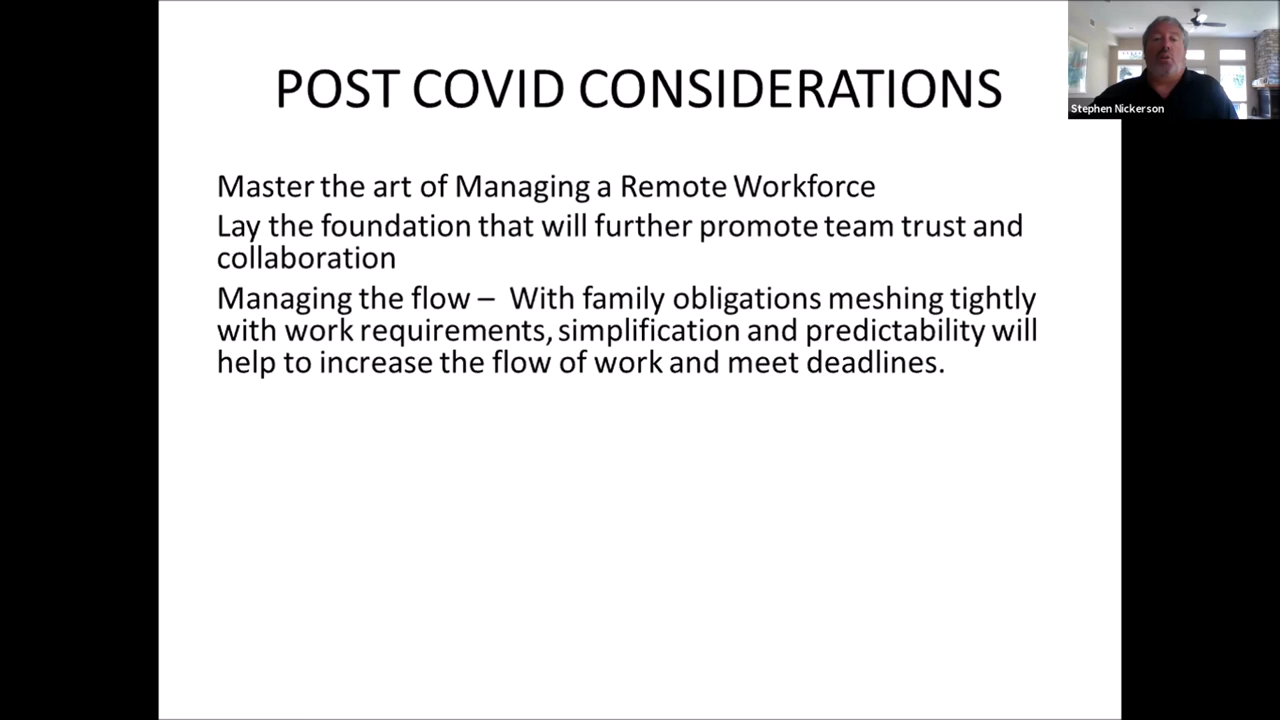 POST COVID CONSIDERATIONS
Stephen Nickerson
Master the art of Managing a Remote Workforce
Lay the foundation that will further promote team trust and
collaboration
Managing the flow – With family obligations meshing tightly
with work requirements, simplification and predictability will
help to increase the flow of work and meet deadlines.